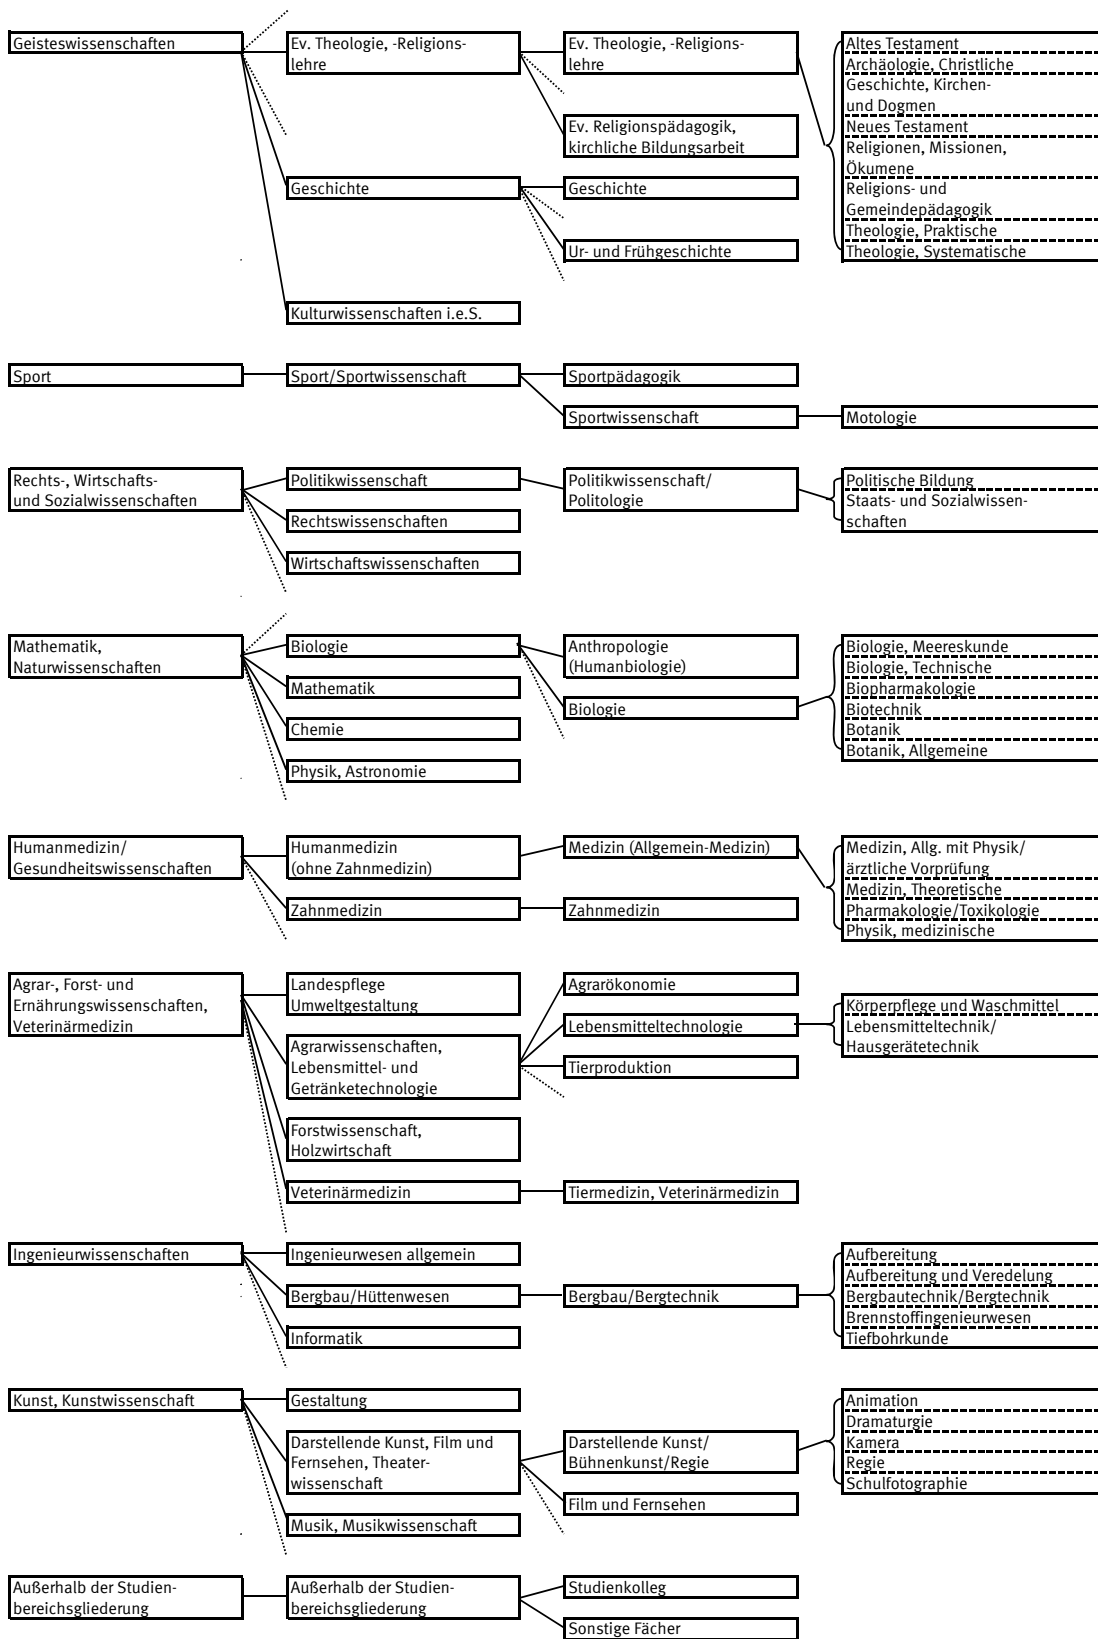 Geisteswissenschaften
Ev. Theologie, -Religions-
lehre
Ev. Theologie, -Religions-
lehre
Altes Testament
Archäologie, Christliche
Geschichte, Kirchen-
und Dogmen
Neues Testament
Religionen, Missionen,
Ökumene
Religions- und
Gemeindepädagogik
Theologie, Praktische
Theologie, Systematische
Ev. Religionspädagogik,
kirchliche Bildungsarbeit
Geschichte
Geschichte
Ur- und Frühgeschichte
Kulturwissenschaften i.e.S.
Sport
Sport/Sportwissenschaft
Sportpädagogik
Sportwissenschaft
Motologie
Rechts-, Wirtschafts-
und Sozialwissenschaften
Politikwissenschaft
Politikwissenschaft/
Politologie
Politische Bildung
Staats- und Sozialwissen-
schaften
Rechtswissenschaften
Wirtschaftswissenschaften
Mathematik,
Naturwissenschaften
Biologie
Anthropologie
(Humanbiologie)
Biologie, Meereskunde
Biologie, Technische
Biopharmakologie
Biotechnik
Botanik
Botanik, Allgemeine
Mathematik
Biologie
Chemie
Physik, Astronomie
Humanmedizin/
Gesundheitswissenschaften
Humanmedizin
(ohne Zahnmedizin)
Medizin (Allgemein-Medizin)
Medizin, Allg. mit Physik/
ärztliche Vorprüfung
Medizin, Theoretische
Pharmakologie/Toxikologie
Physik, medizinische
Zahnmedizin
Zahnmedizin
Agrar-, Forst- und
Ernährungswissenschaften,
Veterinärmedizin
Landespflege
Umweltgestaltung
Agrarökonomie
Lebensmitteltechnologie
Körperpflege und Waschmittel
Lebensmitteltechnik/
Hausgerätetechnik
Agrarwissenschaften,
Lebensmittel- und
Getränketechnologie
Tierproduktion
Forstwissenschaft,
Holzwirtschaft
Veterinärmedizin
Tiermedizin, Veterinärmedizin
Ingenieurwissenschaften
Ingenieurwesen allgemein
Aufbereitung
Aufbereitung und Veredelung
Bergbautechnik/Bergtechnik
Brennstoffingenieurwesen
Tiefbohrkunde
Bergbau/Hüttenwesen
Bergbau/Bergtechnik
Informatik
Kunst, Kunstwissenschaft
Gestaltung
Animation
Dramaturgie
Kamera
Regie
Schulfotographie
Darstellende Kunst, Film und
Fernsehen, Theater-
wissenschaft
Darstellende Kunst/
Bühnenkunst/Regie
Film und Fernsehen
Musik, Musikwissenschaft
Außerhalb der Studien-
bereichsgliederung
Außerhalb der Studien-
bereichsgliederung
Studienkolleg
Sonstige Fächer